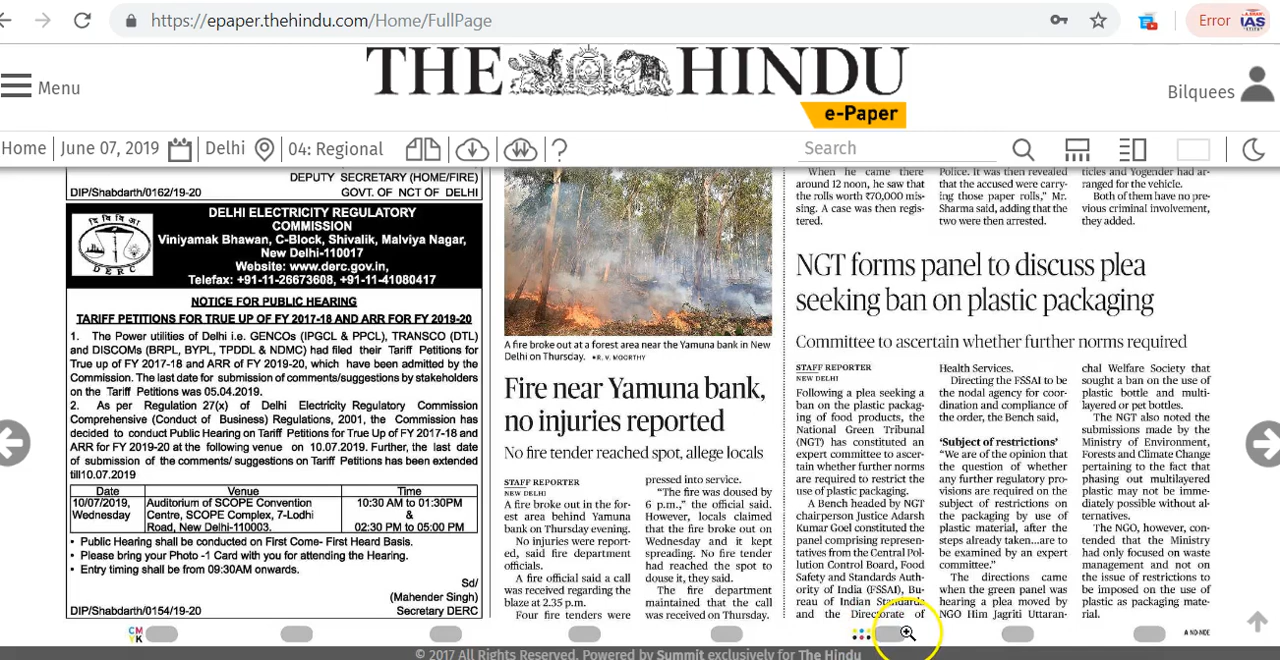 https://epaper.thehindu.com/Home/FullPage
Error
IAS
Menu
THE HINDU
e-Paper
Bilquees
Home
June 07, 2019
Delhi
04: Regional
?
Search
DEPUTY SECRETARY (HOME/FIRE)
DIP/Shabdarth/0162/19-20
GOVT. OF NCT OF DELHI
D E R C
DELHI ELECTRICITY REGULATORY
COMMISSION
Viniyamak Bhawan, C-Block, Shivalik, Malviya Nagar,
New Delhi-110017
Website: www.derc.gov.in,
Telefax: +91-11-26673608, +91-11-41080417
NOTICE FOR PUBLIC HEARING
TARIFF PETITIONS FOR TRUE UP OF FY 2017-18 AND ARR FOR FY 2019-20
1. The Power utilities of Delhi i.e. GENCOs (IPGCL & PPCL), TRANSCO (DTL)
and DISCOMs (BRPL, BYPL, TPDDL & NDMC) had filed their Tariff Petitions for
True up of FY 2017-18 and ARR of FY 2019-20, which have been admitted by the
Commission. The last date for submission of comments/suggestions by stakeholders
on the Tariff Petitions was 05.04.2019.
2. As per Regulation 27(x) of Delhi Electricity Regulatory Commission
Comprehensive (Conduct of Business) Regulations, 2001, the Commission has
decided to conduct Public Hearing on Tariff Petitions for True Up of FY 2017-18 and
ARR for FY 2019-20 at the following venue on 10.07.2019. Further, the last date
of submission of the comments/ suggestions on Tariff Petitions has been extended
till10.07.2019
Date Venue Time
10/07/2019, Auditorium of SCOPE Convention 10:30 AM to 01:30PM
Wednesday Centre, SCOPE Complex, 7-Lodhi &
Road, New Delhi-110003. 02:30 PM to 05:00 PM
• Public Hearing shall be conducted on First Come- First Heard Basis.
• Please bring your Photo -1 Card with you for attending the Hearing.
• Entry timing shall be from 09:30AM onwards.
Sd/
(Mahender Singh)
DIP/Shabdarth/0154/19-20
Secretary DERC
A fire broke out at a forest area near the Yamuna bank in New
Delhi on Thursday. • R. V. MOORTHY
Fire near Yamuna bank,
no injuries reported
No fire tender reached spot, allege locals
STAFF REPORTER
NEW DELHI
A fire broke out in the for-
est area behind Yamuna
bank on Thursday evening.
No injuries were report-
ed, said fire department
officials.
A fire official said a call
was received regarding the
blaze at 2.35 p.m.
Four fire tenders were
pressed into service.
“The fire was doused by
6 p.m.,” the official said.
However, locals claimed
that the fire broke out on
Wednesday and it kept
spreading. No fire tender
had reached the spot to
douse it, they said.
The fire department
maintained that the call
was received on Thursday.
When he came there
around 12 noon, he saw that
the rolls worth ₹70,000 mis-
sing. A case was then regis-
tered.
Police. It was then revealed
that the accused were carry-
ing those paper rolls,” Mr.
Sharma said, adding that the
two were then arrested.
ticles and Yogender had ar-
ranged for the vehicle.
Both of them have no pre-
vious criminal involvement,
they added.
NGT forms panel to discuss plea
seeking ban on plastic packaging
Committee to ascertain whether further norms required
STAFF REPORTER
NEW DELHI
Following a plea seeking a
ban on the plastic packag-
ing of food products, the
National Green Tribunal
(NGT) has constituted an
expert committee to ascer-
tain whether further norms
are required to restrict the
use of plastic packaging.
A Bench headed by NGT
chairperson Justice Adarsh
Kumar Goel constituted the
panel comprising represen-
tatives from the Central Pol-
lution Control Board, Food
Safety and Standards Auth-
ority of India (FSSAI), Bu-
reau of Indian Standards
and the Directorate of
Health Services.
Directing the FSSAI to be
the nodal agency for coor-
dination and compliance of
the order, the Bench said,
‘Subject of restrictions’
“We are of the opinion that
the question of whether
any further regulatory pro-
visions are required on the
subject of restrictions on
the packaging by use of
plastic material, after the
steps already taken...are to
be examined by an expert
committee.”
The directions came
when the green panel was
hearing a plea moved by
NGO Him Jagriti Uttaran-
chal Welfare Society that
sought a ban on the use of
plastic bottle and multi-
layered or pet bottles.
The NGT also noted the
submissions made by the
Ministry of Environment,
Forests and Climate Change
pertaining to the fact that
phasing out multilayered
plastic may not be imme-
diately possible without al-
ternatives.
The NGO, however, con-
tended that the Ministry
had only focused on waste
management and not on
the issue of restrictions to
be imposed on the use of
plastic as packaging mate-
rial.
CM
YK
A ND-NDE
© 2017 All Rights Reserved. Powered by Summit exclusively for The Hindu